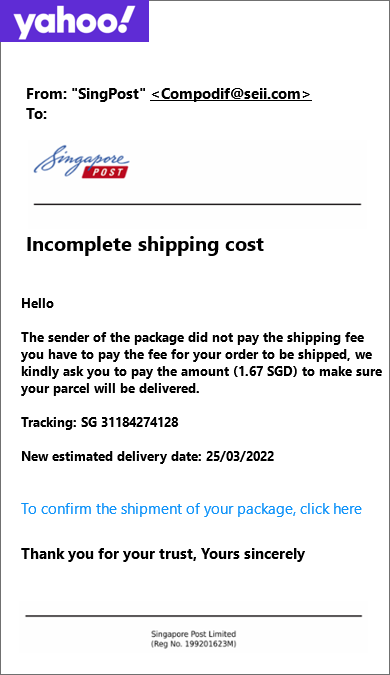 yahoo!
From: "SingPost" <Compodif@seii.com>
To:
Singapore
POST
Incomplete shipping cost
Hello
The sender of the package did not pay the shipping fee
you have to pay the fee for your order to be shipped, we
kindly ask you to pay the amount (1.67 SGD) to make sure
your parcel will be delivered.
Tracking: SG 31184274128
New estimated delivery date: 25/03/2022
To confirm the shipment of your package, click here
Thank you for your trust, Yours sincerely
Singapore Post Limited
(Reg No. 199201623M)